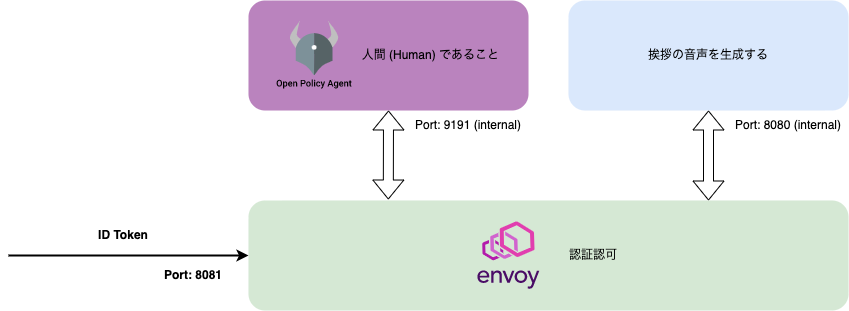 人間 (Human) であること
Open Policy Agent
挨拶の音声を生成する
Port: 9191 (internal)
Port: 8080 (internal)
ID Token
Port: 8081
envoy
認証認可